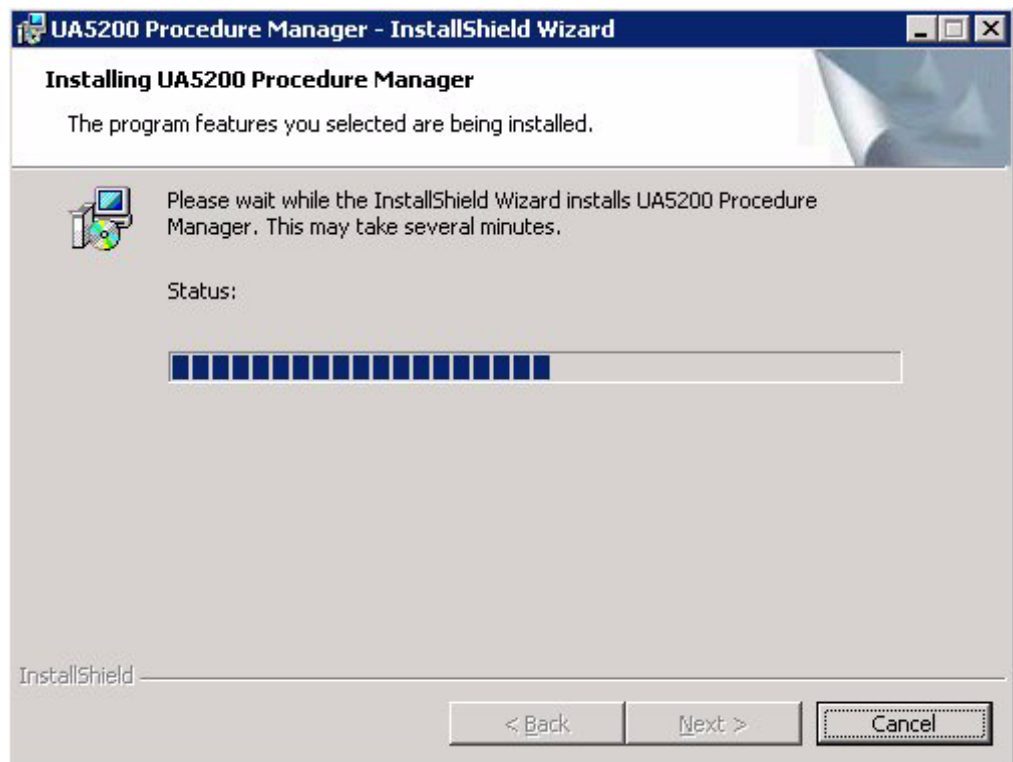 UA5200 Procedure Manager - InstallShield Wizard
Installing UA5200 Procedure Manager
The program features you selected are being installed.
Please wait while the InstallShield Wizard installs UA5200 Procedure
Manager. This may take several minutes.
Status:
InstallShield
< Back
Next >
Cancel